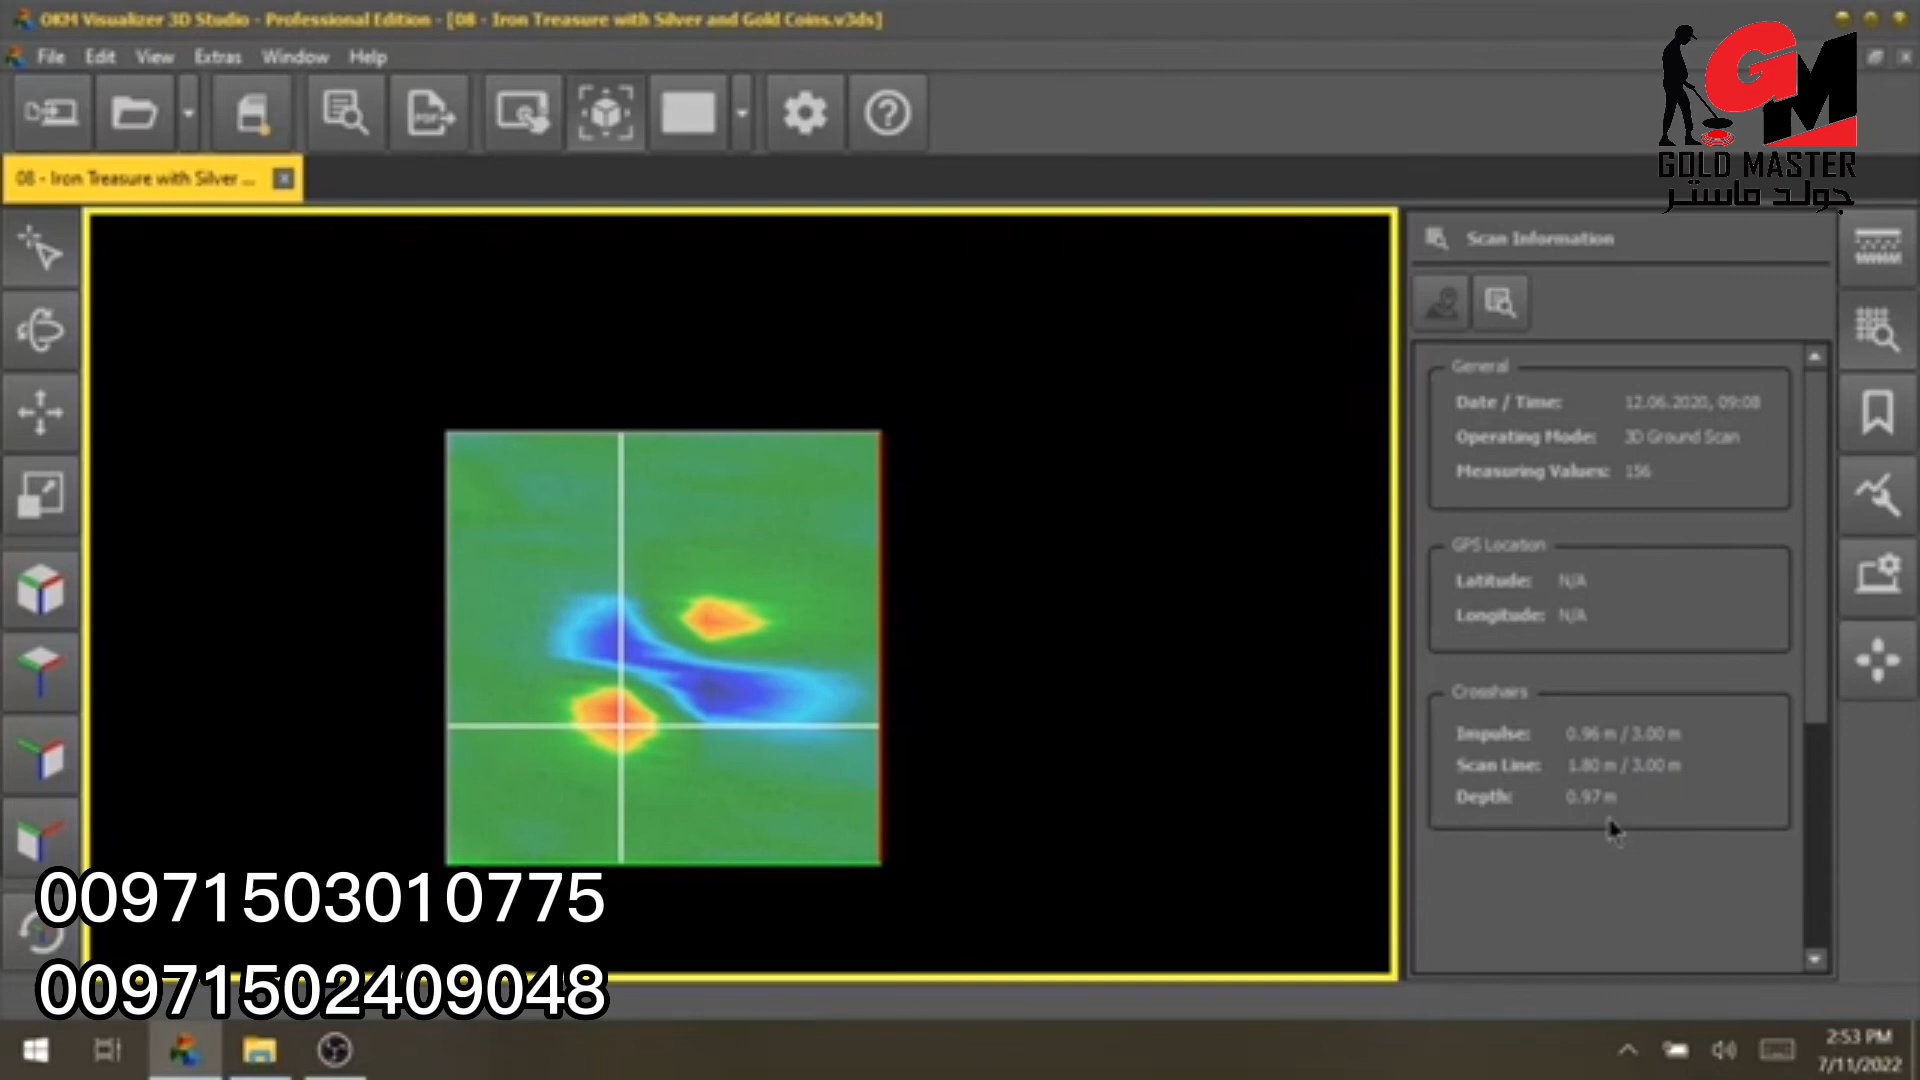 OKM Visualizer 3D Studio - Professional Edition - [08 - Iron Treasure with Silver and Gold Coins.v3ds]
File Edit View Extras Window Help
PDF
GM
GOLD MASTER
جولد ماستر
08 - Iron Treasure with Silver ...
Scan Information
General
Date / Time: 12.06.2020, 09:08
Operating Mode: 3D Ground Scan
Measuring Values: 156
GPS Location
Latitude: N/A
Longitude: N/A
Crosshairs
Impulse: 0.96 m / 3.00 m
Scan Line: 1.80 m / 3.00 m
Depth: 0.97 m
00971503010775
00971502409048
2:53 PM
7/11/2022